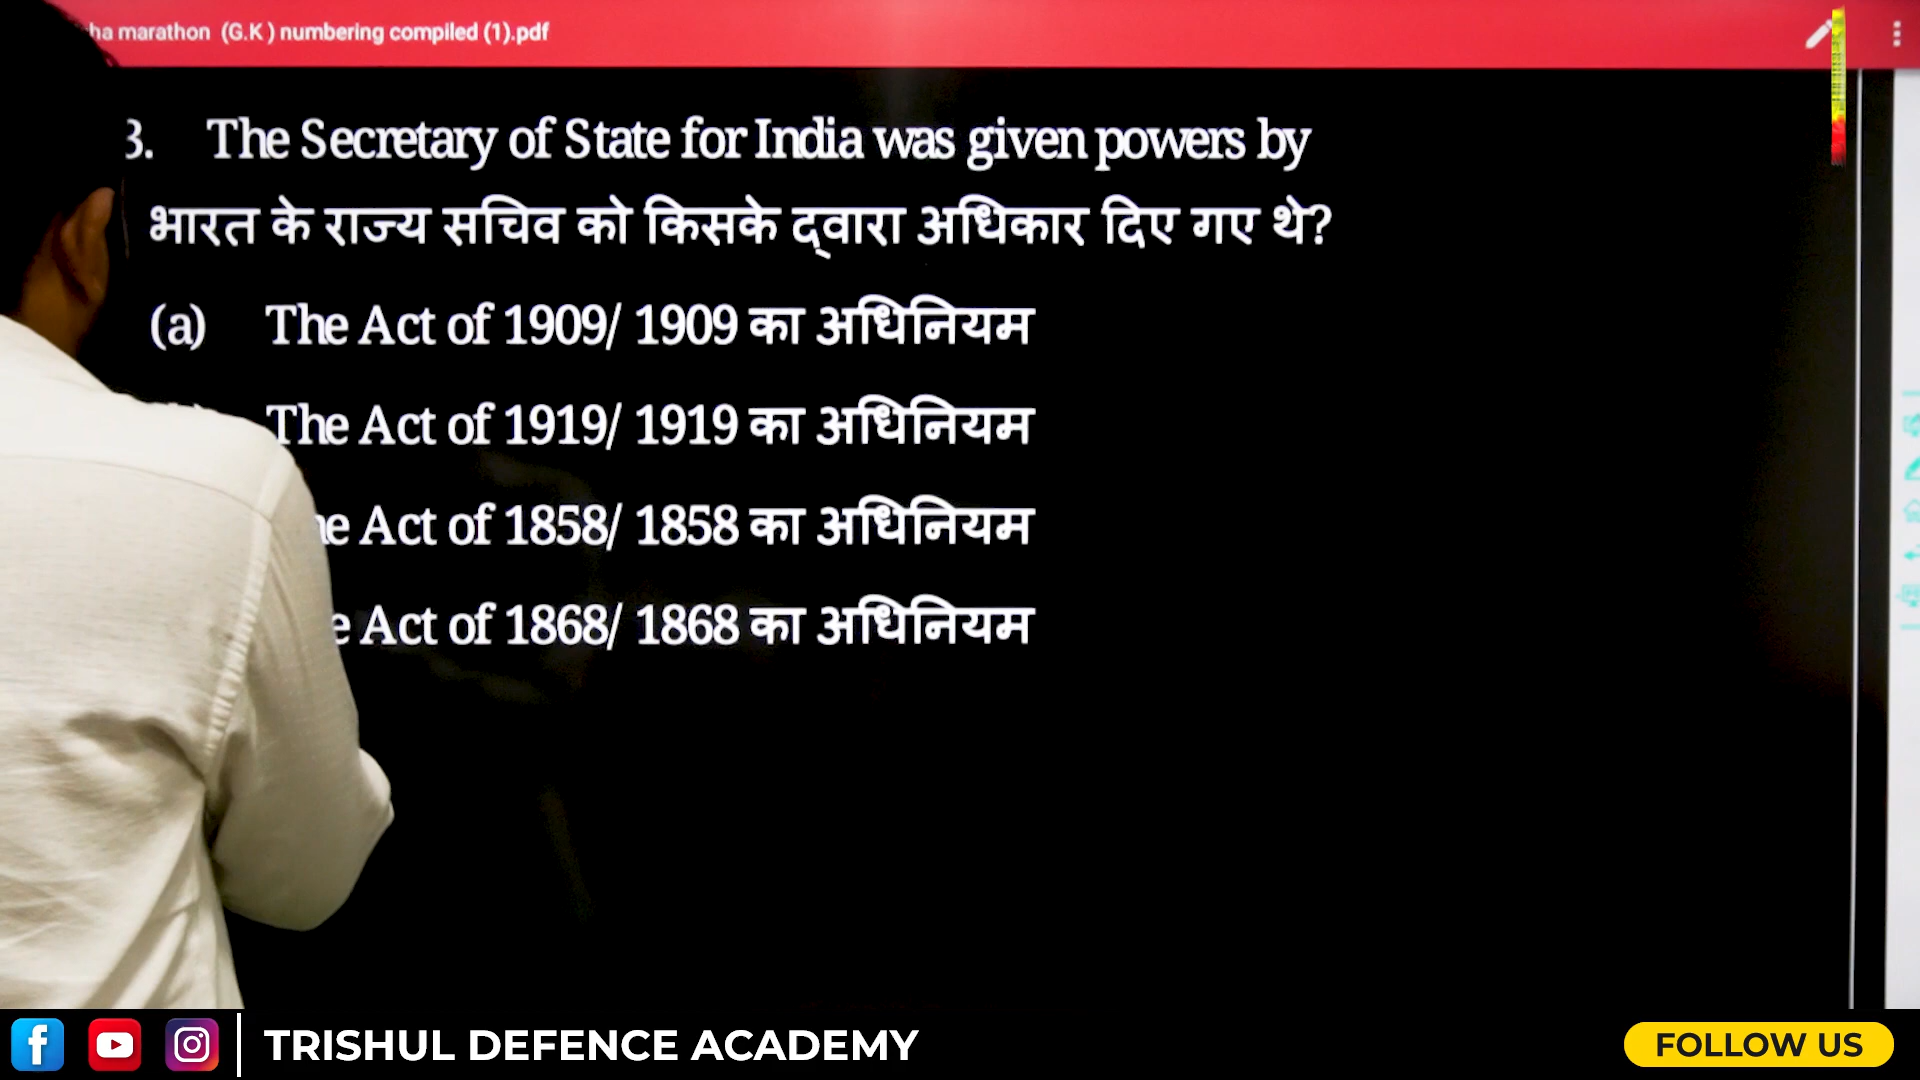 marathon (G.K ) numbering compiled (1).pdf
3. The Secretary of State for India was given powers by
भारत के राज्य सचिव को किसके द्वारा अधिकार दिए गए थे?
(a) The Act of 1909/ 1909 का अधिनियम
The Act of 1919/ 1919 का अधिनियम
Act of 1858/ 1858 का अधिनियम
Act of 1868/ 1868 का अधिनियम
TRISHUL DEFENCE ACADEMY
FOLLOW US